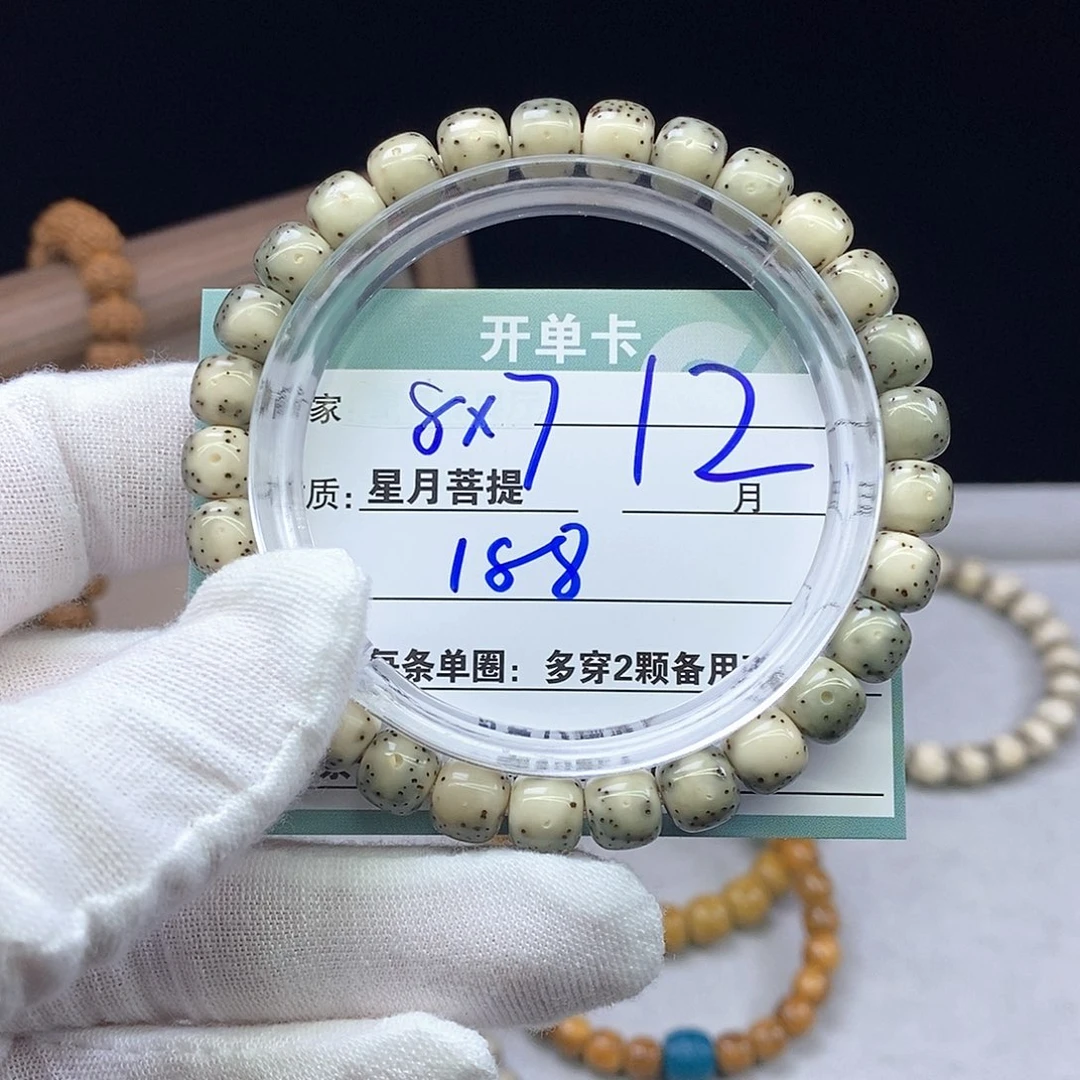 开单卡
家 8x7 12
质：星月菩提 月
188
每条单圈：多穿2颗备用